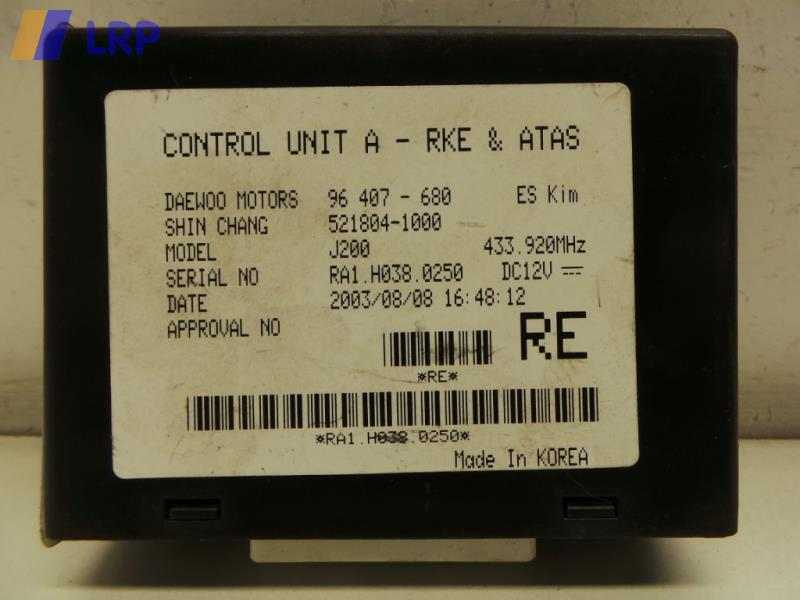 LRP
CONTROL UNIT A - RKE & ATAS
DAEWOO MOTORS 96 407 - 680 ES Kim
SHIN CHANG 521804-1000
MODEL J200 433.920MHz
SERIAL NO RA1.H038.0250 DC12V
DATE 2003/08/08 16:48:12
APPROVAL NO
RE
*RE*
*RA1.H038.0250*
Made In KOREA